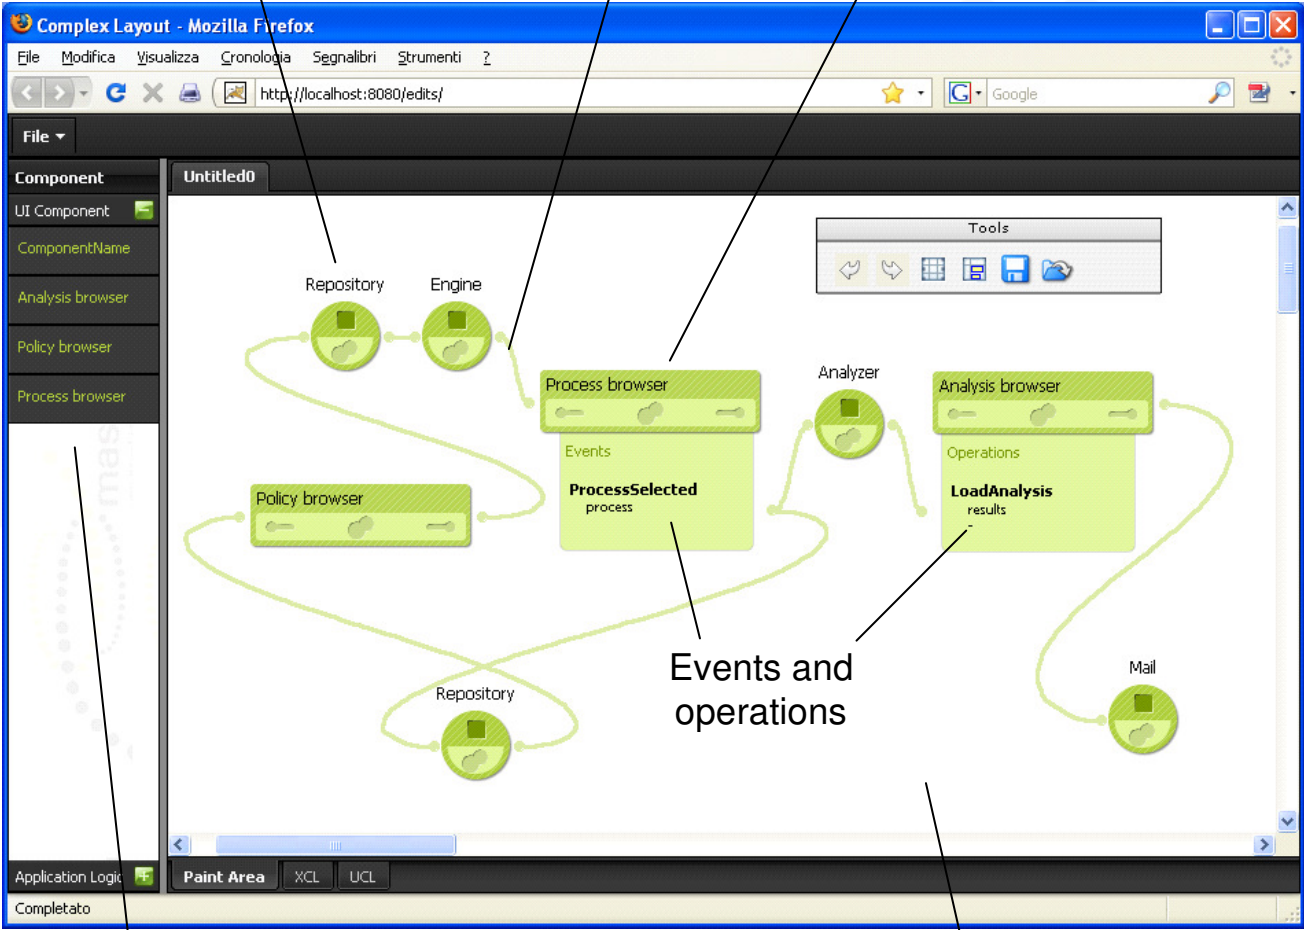 Complex Layout - Mozilla Firefox
File Modifica Visualizza Cronologia Segnalibri Strumenti ?
http://localhost:8080/edits/ G Google
File
Component Untitled0
UI Component
ComponentName
Analysis browser
Policy browser
Process browser
Tools
Repository Engine
Process browser
Events
ProcessSelected
process
Analyzer
Analysis browser
Operations
LoadAnalysis
results
-
Policy browser
Events and
operations
Repository
Mail
mas
Application Logic Paint Area XCL UCL
Completato